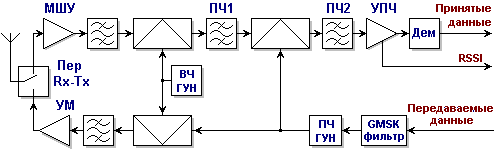 МШУ
ПЧ1
ПЧ2
УПЧ
Принятые
данные
Дем
RSSI
Пер
Rx-Tx
ВЧ
ГУН
УМ
ПЧ
ГУН
GMSK
фильтр
Передаваемые
данные